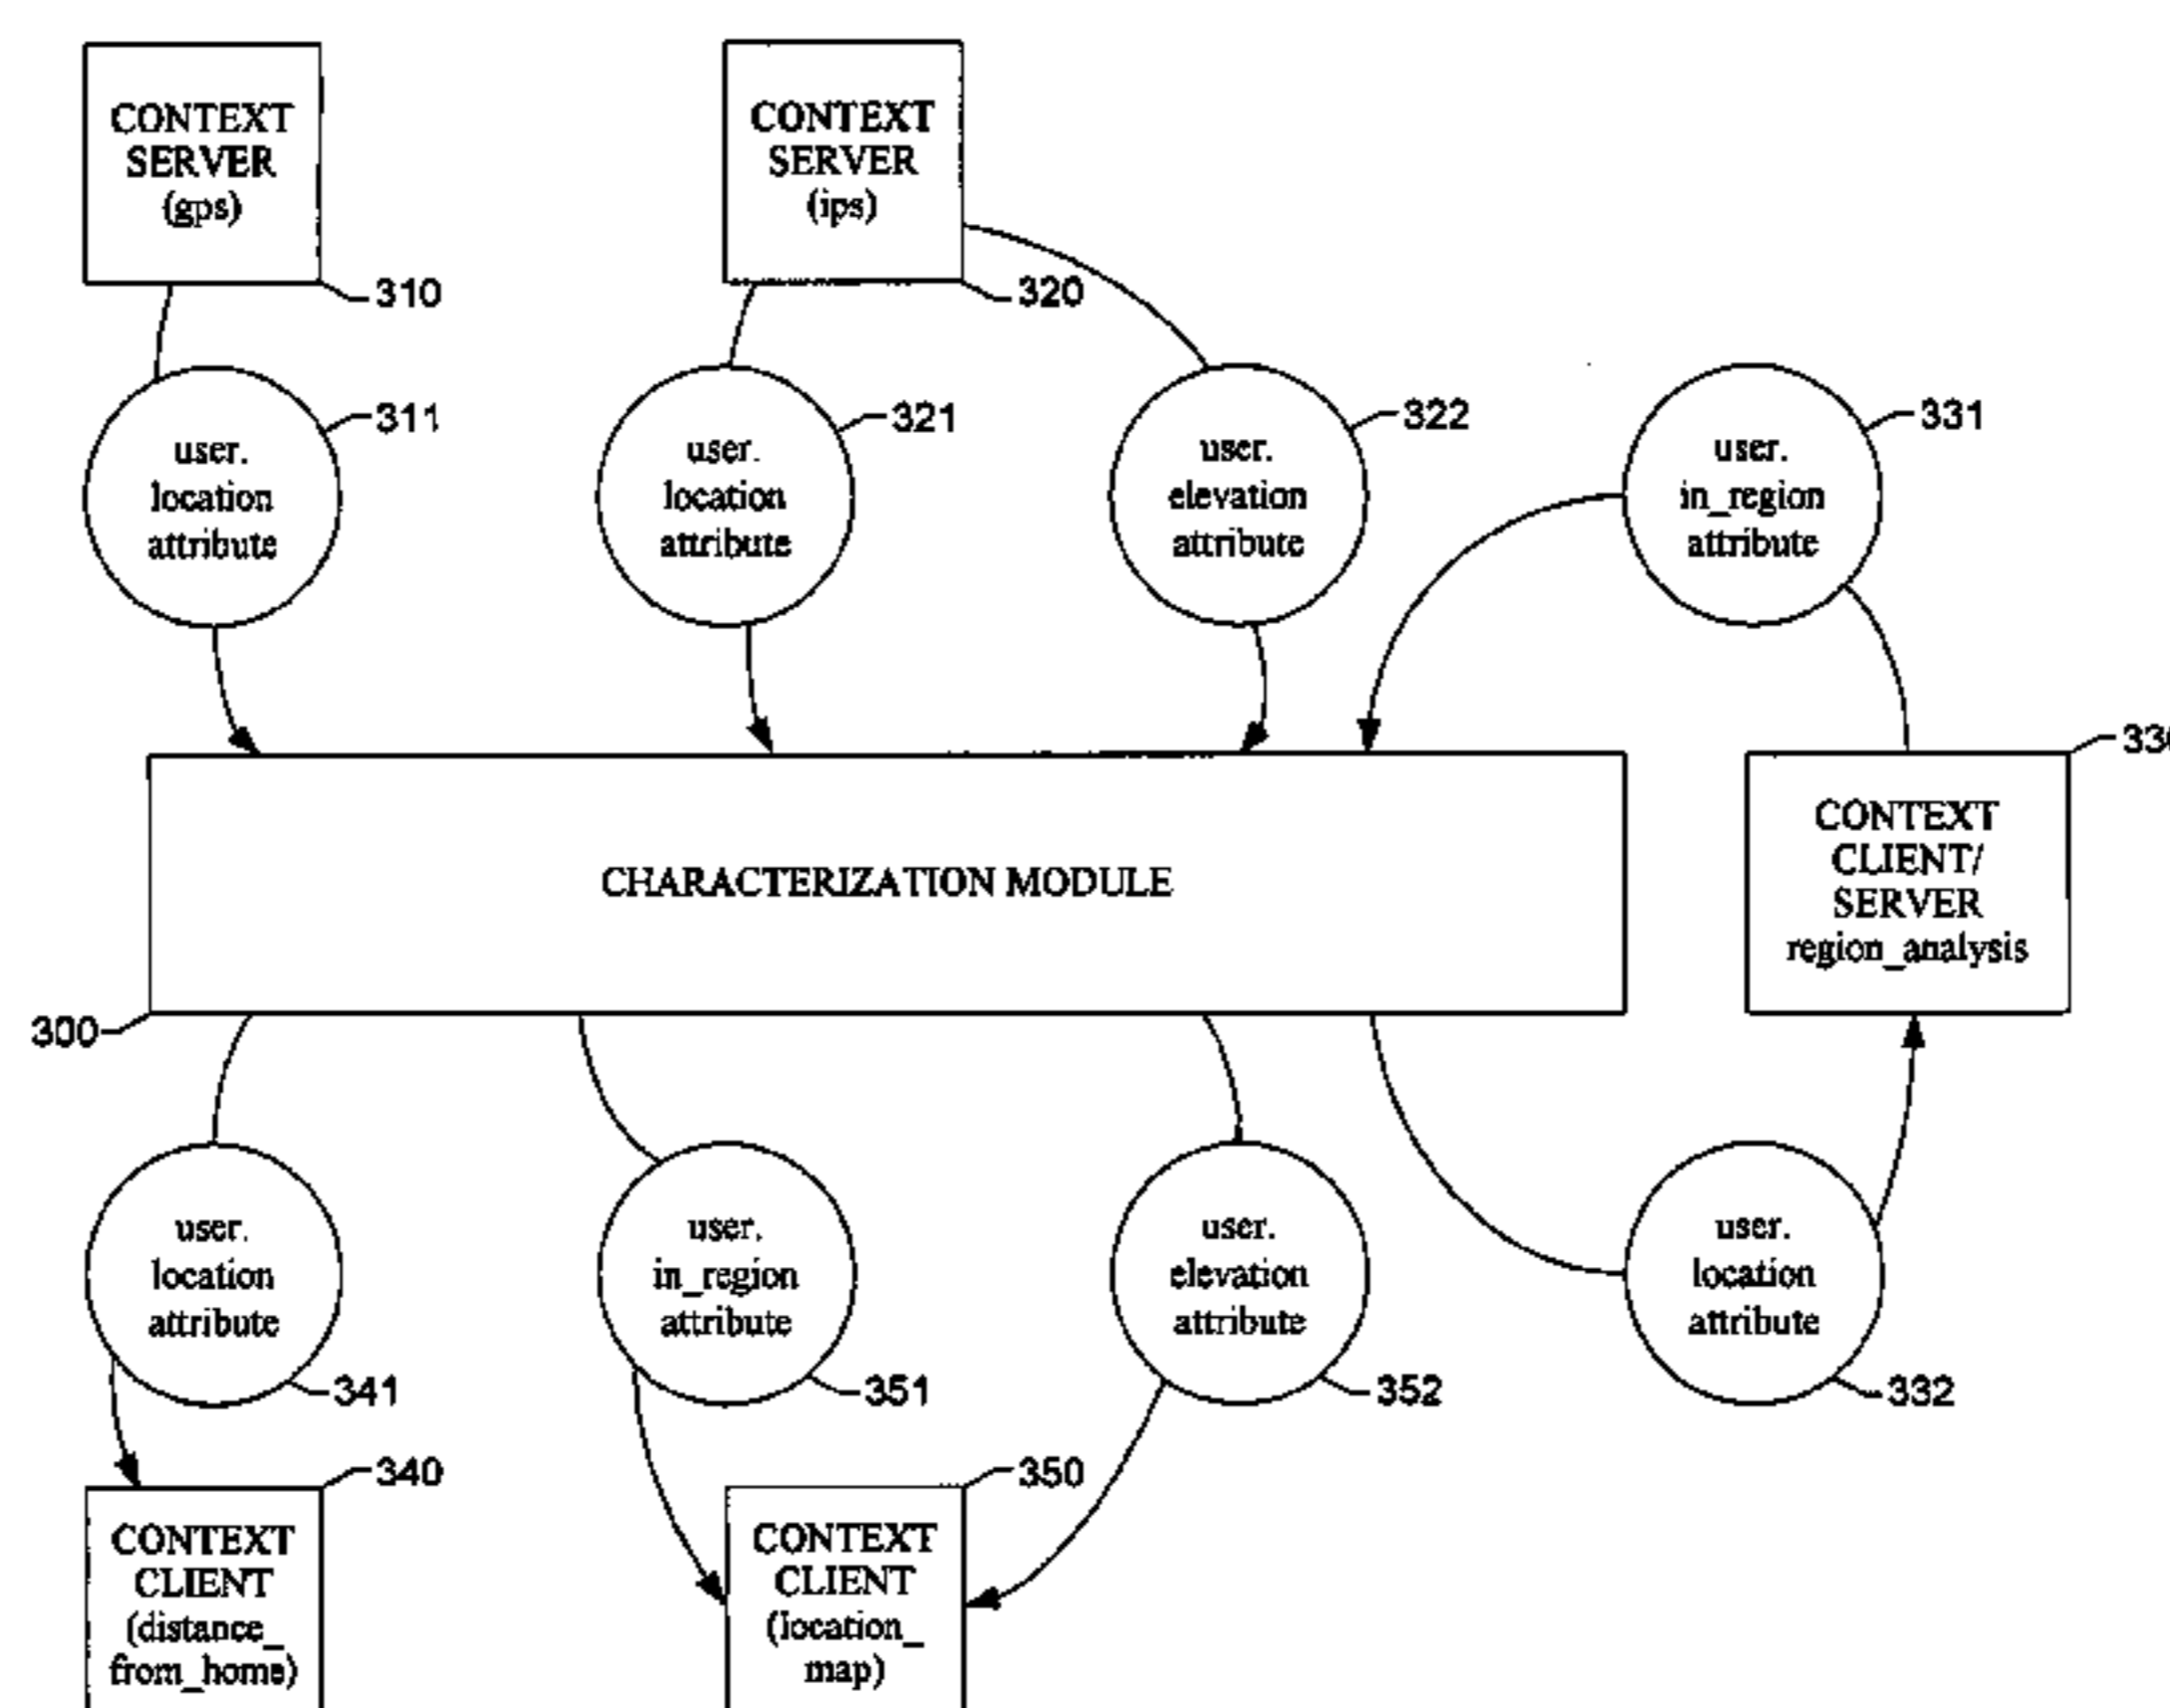 CONTEXT
SERVER
(gps)
310
CONTEXT
SERVER
(ips)
320
user.
location
attribute
311
user.
location
attribute
321
user.
elevation
attribute
322
user.
in_region
attribute
331
CHARACTERIZATION MODULE
300
CONTEXT
CLIENT/
SERVER
region_analysis
330
user.
location
attribute
341
user.
in_region
attribute
351
user.
elevation
attribute
352
user.
location
attribute
332
CONTEXT
CLIENT
(distance_
from_home)
340
CONTEXT
CLIENT
(location_
map)
350